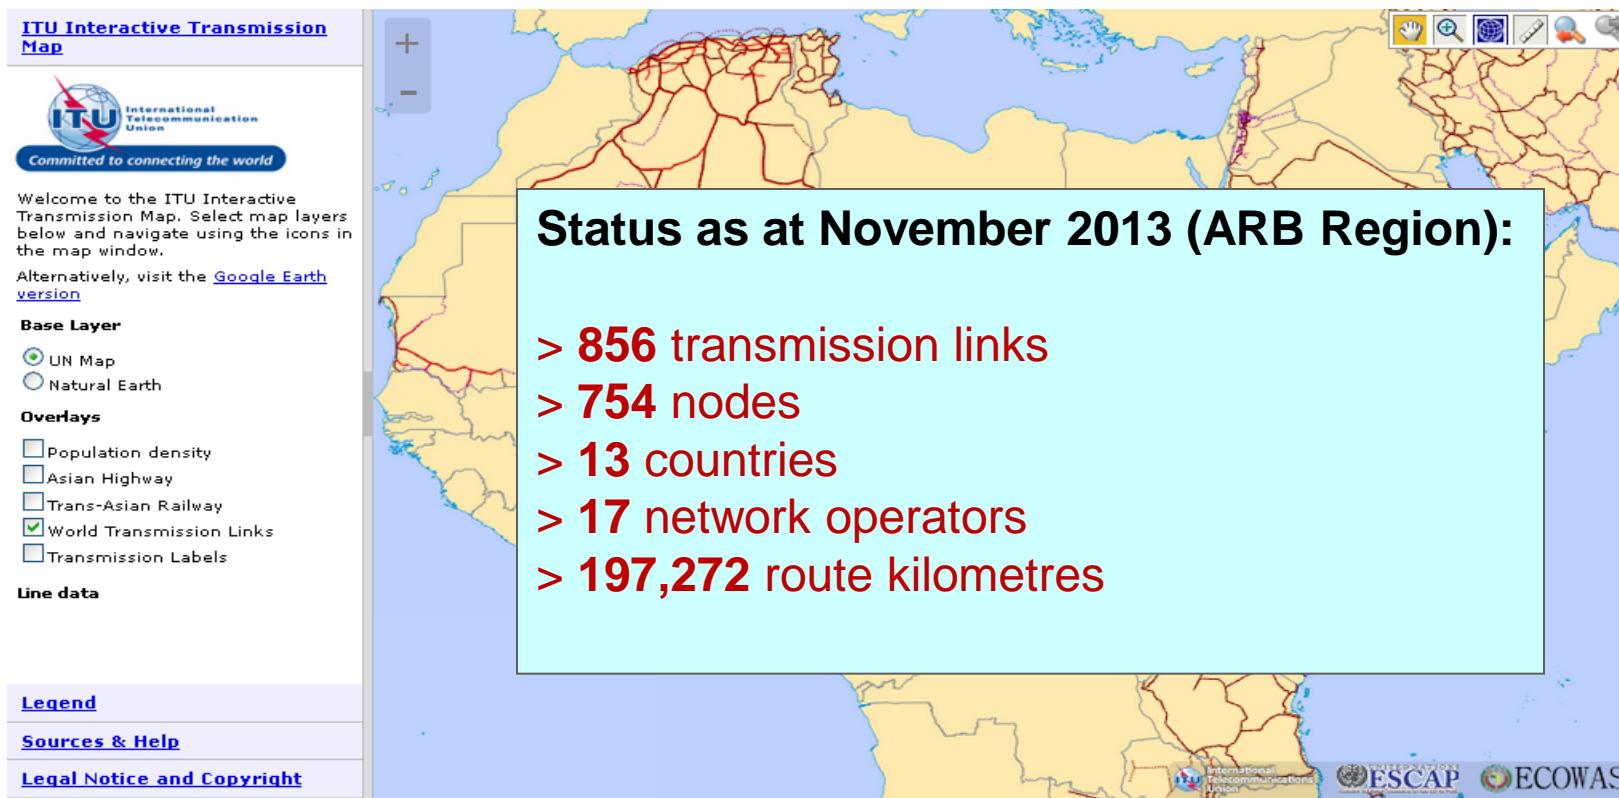 ITU Interactive Transmission
Map
ITU
International
Telecommunication
Union
Committed to connecting the world
Welcome to the ITU Interactive
Transmission Map. Select map layers
below and navigate using the icons in
the map window.
Alternatively, visit the Google Earth
version
Base Layer
UN Map
Natural Earth
Overlays
Population density
Asian Highway
Trans-Asian Railway
World Transmission Links
Transmission Labels
Line data
Legend
Sources & Help
Legal Notice and Copyright
+
−
Status as at November 2013 (ARB Region):
> 856 transmission links
> 754 nodes
> 13 countries
> 17 network operators
> 197,272 route kilometres
ITU
International
Telecommunications
Union
ESCAP
ECOWAS